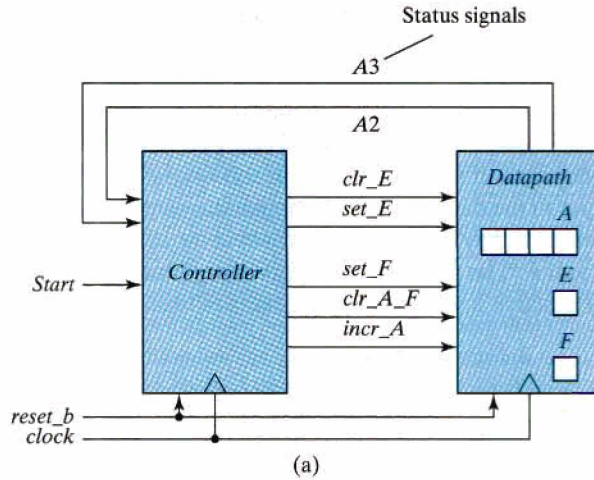 Status signals
A3
A2
clr_E
Datapath
set_E
A
Controller
Start
set_F
E
clr_A_F
incr_A
F
reset_b
clock
(a)